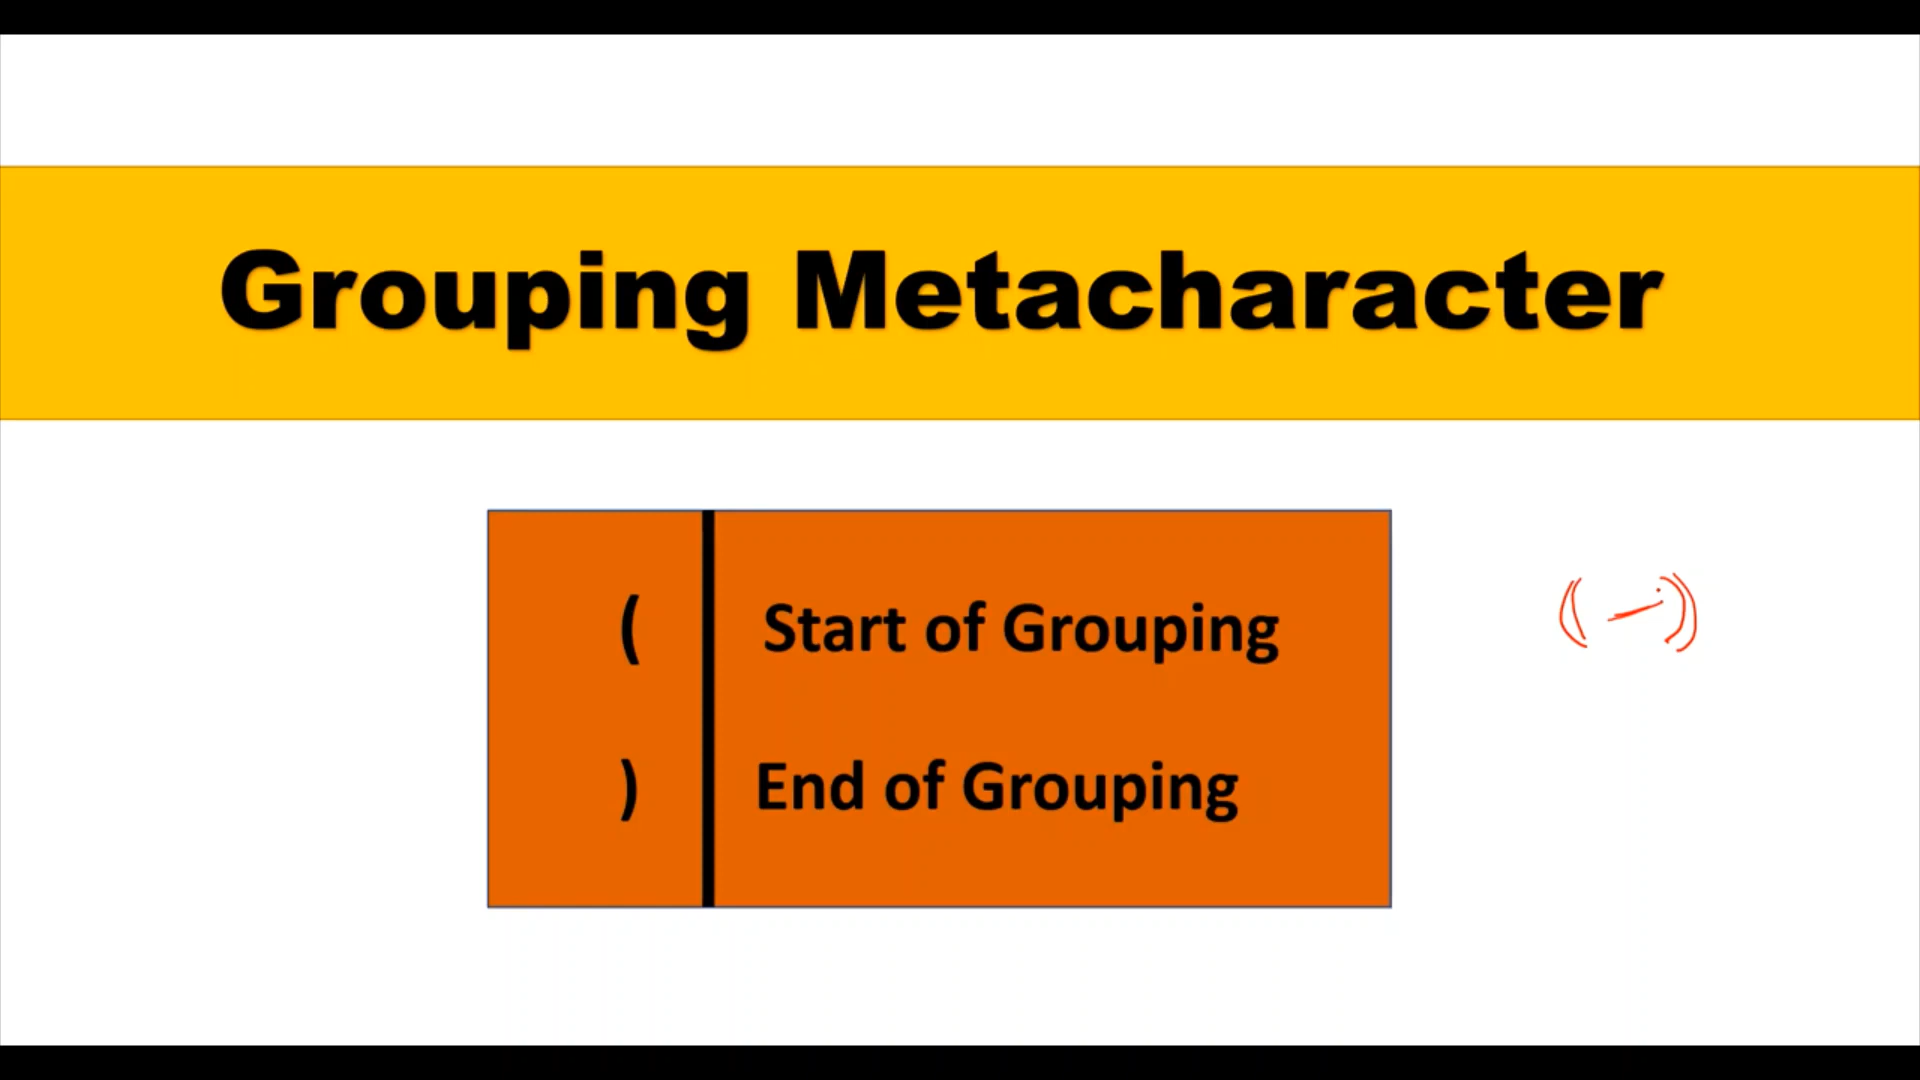 Grouping Metacharacter
( Start of Grouping
) End of Grouping